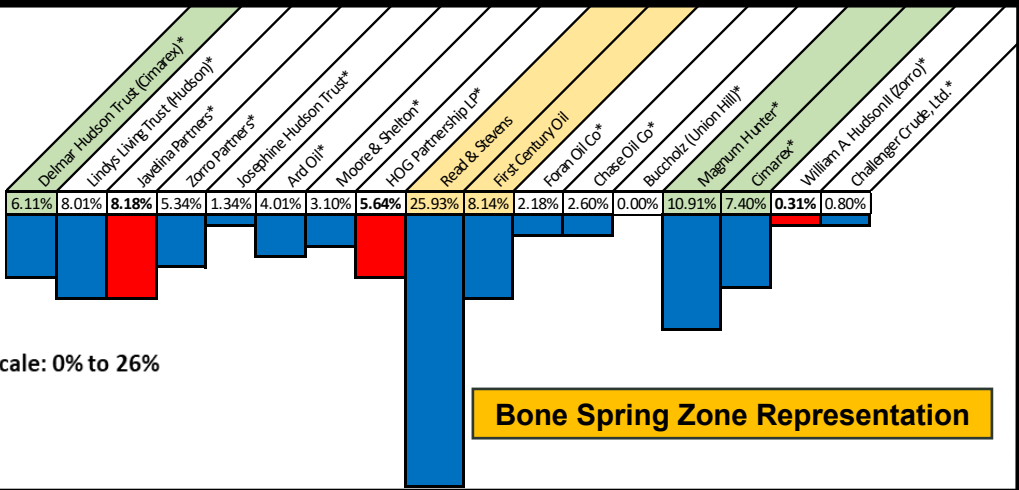 Delmar Hudson Trust (Cimarex)*
Lindys Living Trust (Hudson)*
Javelina Partners*
Zorro Partners*
Josephine Hudson Trust*
Ard Oil*
Moore & Shelton*
HOG Partnership LP*
Read & Stevens
First Century Oil
Foran Oil Co*
Chase Oil Co*
Buccholz (Union Hill)*
Magnum Hunter*
Cimarex*
William A. Hudson II (Zorro)*
Challenger Crude, Ltd.*
6.11% 8.01% 8.18% 5.34% 1.34% 4.01% 3.10% 5.64% 25.93% 8.14% 2.18% 2.60% 0.00% 10.91% 7.40% 0.31% 0.80%
cale: 0% to 26%
Bone Spring Zone Representation